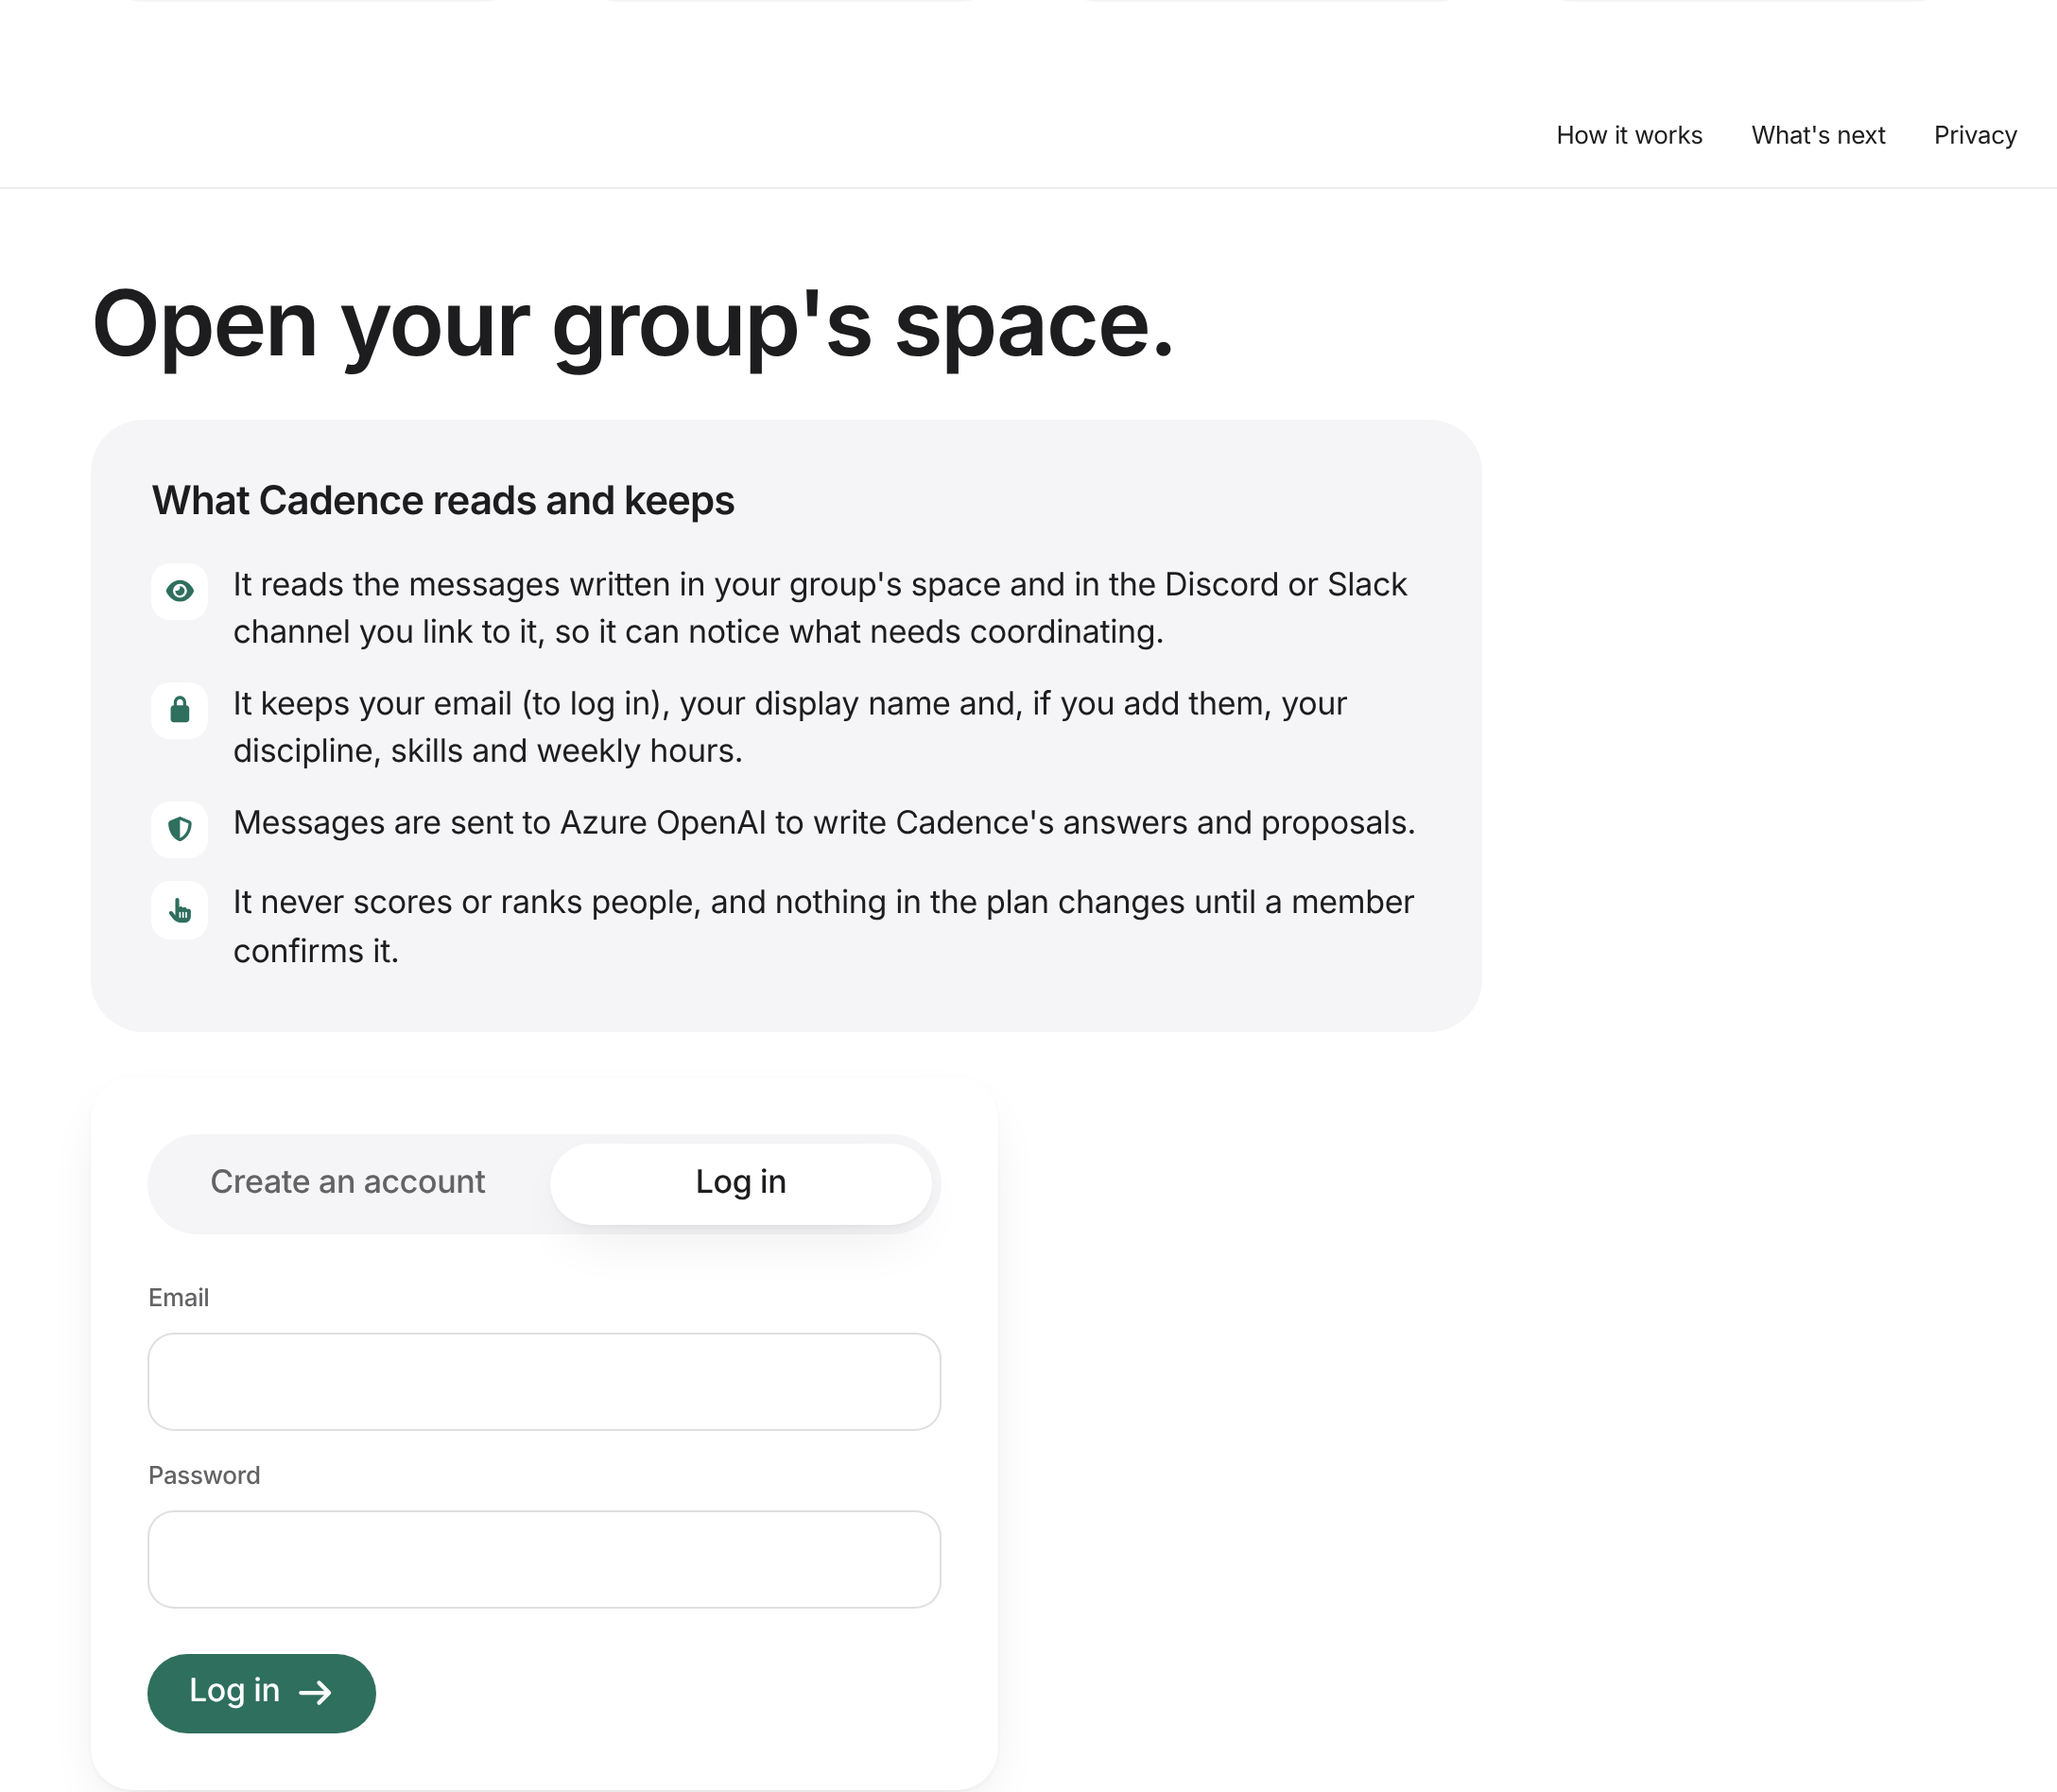 How it works What's next Privacy
Open your group's space.
What Cadence reads and keeps
It reads the messages written in your group's space and in the Discord or Slack
channel you link to it, so it can notice what needs coordinating.
It keeps your email (to log in), your display name and, if you add them, your
discipline, skills and weekly hours.
Messages are sent to Azure OpenAI to write Cadence's answers and proposals.
It never scores or ranks people, and nothing in the plan changes until a member
confirms it.
Create an account Log in
Email
Password
Log in